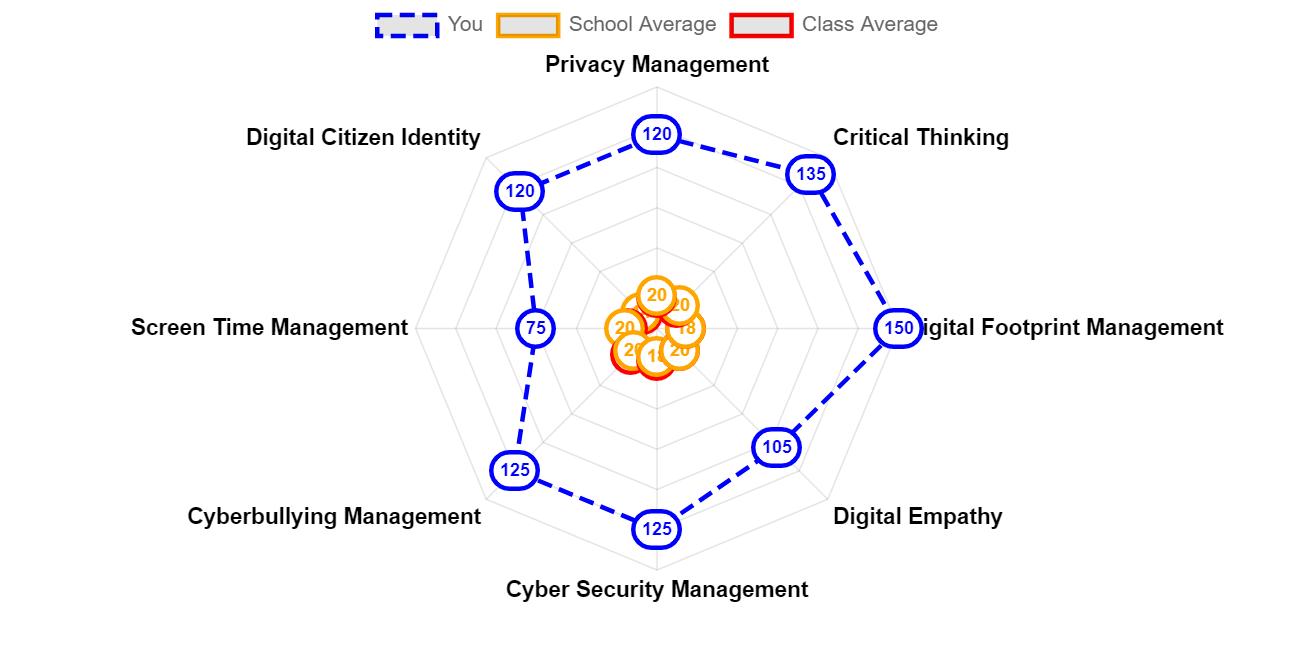 You School Average Class Average
Privacy Management
Digital Citizen Identity
Critical Thinking
120
120
135
20
20
Screen Time Management
75
20
18
150
igital Footprint Management
20
20
105
125
125
Cyberbullying Management
Digital Empathy
Cyber Security Management